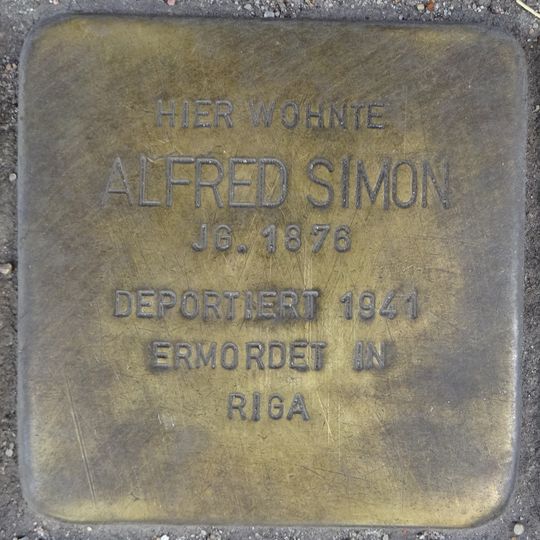 HIER WOHNTE
ALFRED SIMON
JG. 1876
DEPORTIERT 1941
ERMORDET IN
RIGA